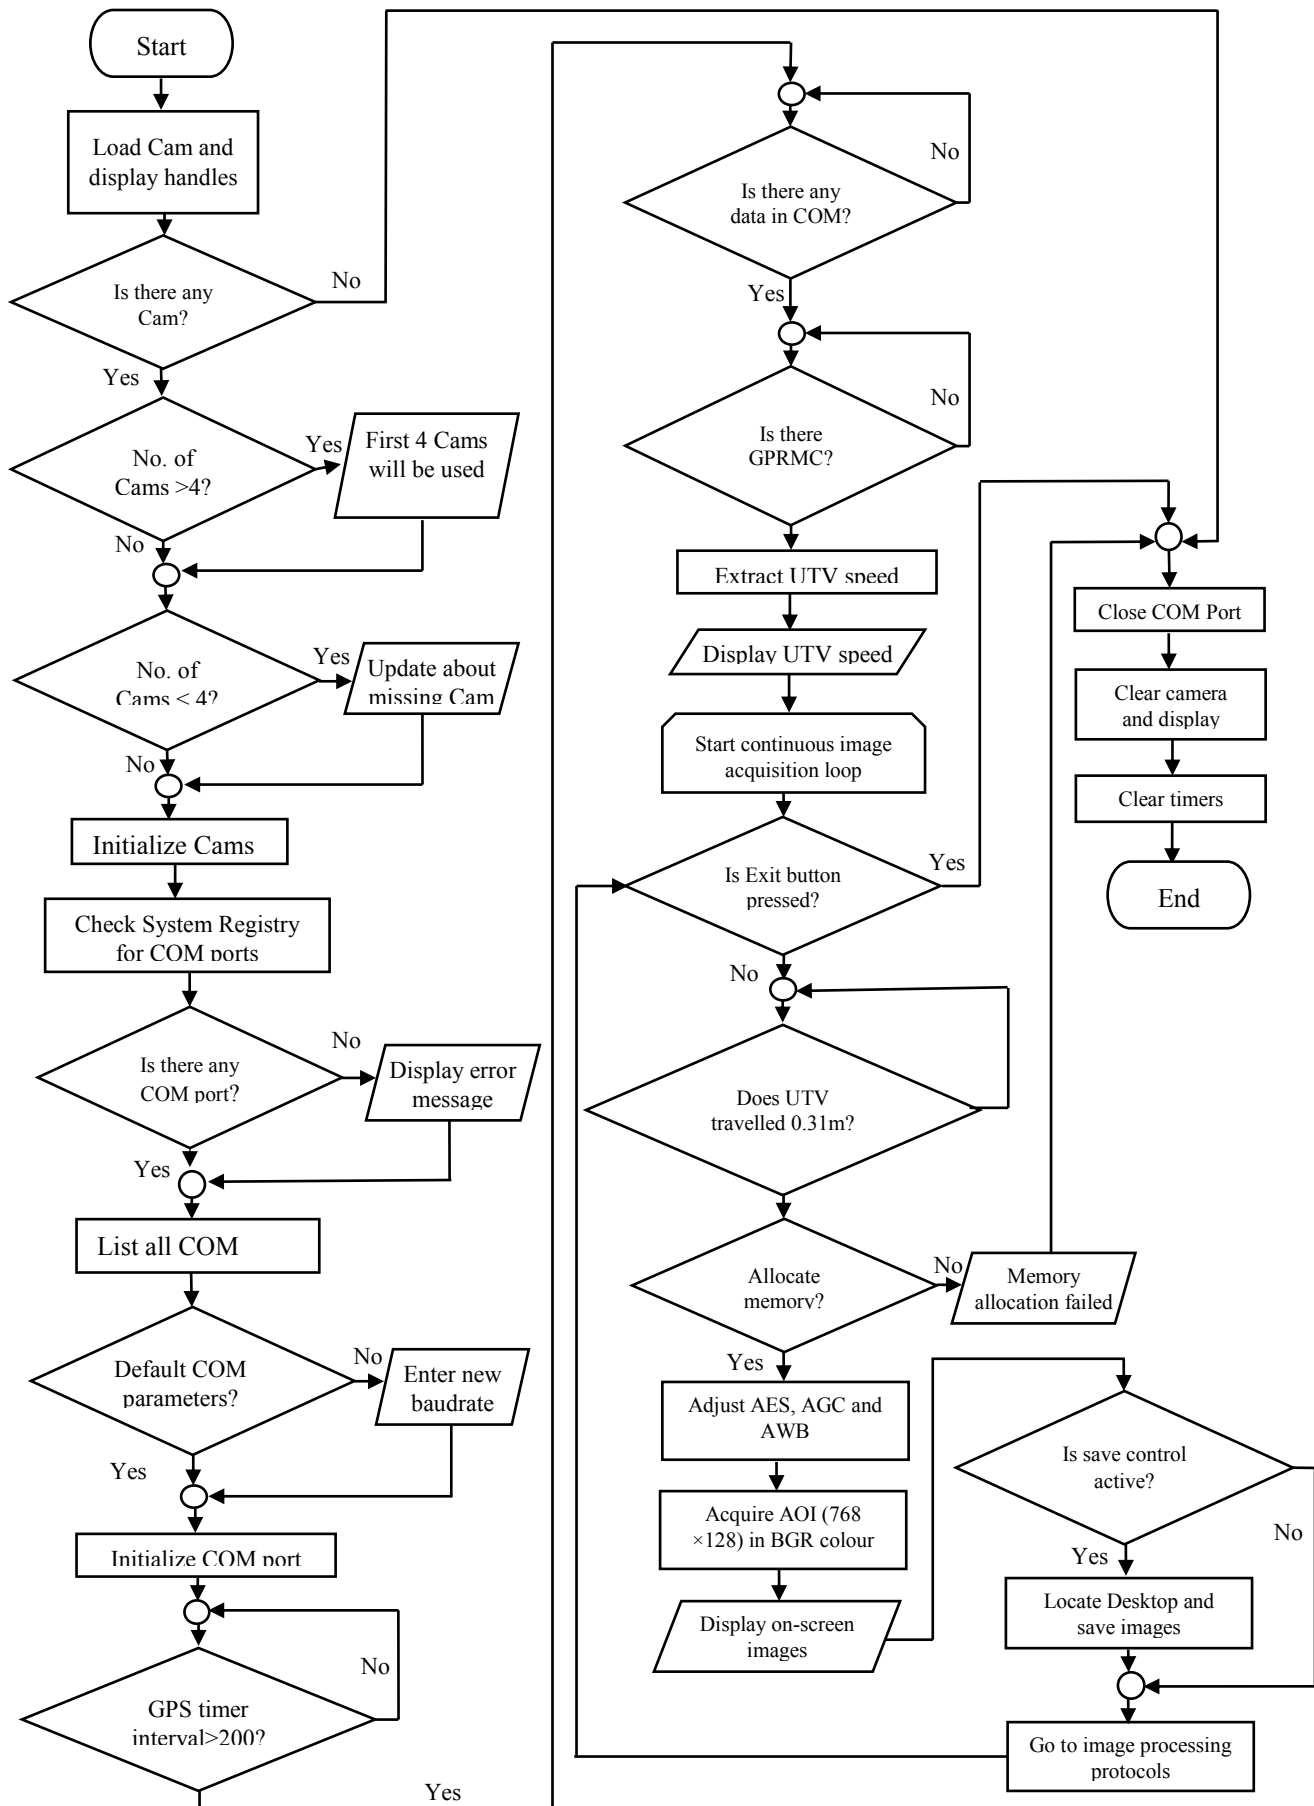 Start
Load Cam and
display handles
Is there any
Cam?
No
Yes
No. of
Cams >4?
Yes
First 4 Cams
will be used
No
No. of
Cams < 4?
Yes
Update about
missing Cam
No
Initialize Cams
Check System Registry
for COM ports
Is there any
COM port?
No
Display error
message
Yes
List all COM
Default COM
parameters?
No
Enter new
baudrate
Yes
Initialize COM port
No
GPS timer
interval>200?
Yes
Is there any
data in COM?
No
Yes
Is there
GPRMC?
No
Extract UTV speed
Display UTV speed
Start continuous image
acquisition loop
Is Exit button
pressed?
Yes
No
Does UTV
travelled 0.31m?
Allocate
memory?
No
Memory
allocation failed
Yes
Adjust AES, AGC and
AWB
Acquire AOI (768
×128) in BGR colour
Display on-screen
images
Is save control
active?
No
Yes
Locate Desktop and
save images
Go to image processing
protocols
Close COM Port
Clear camera
and display
Clear timers
End